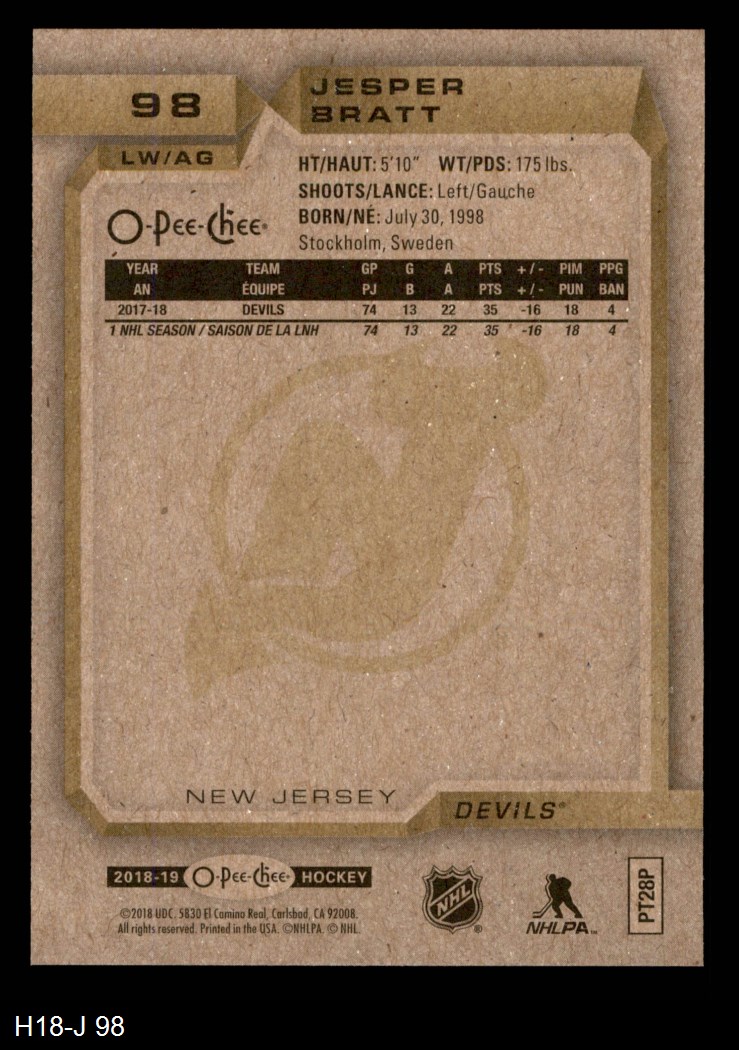 98
JESPER
BRATT
LW/AG
HT/HAUT: 5'10" WT/PDS: 175 lbs.
SHOOTS/LANCE: Left/Gauche
BORN/NÉ: July 30, 1998
Stockholm, Sweden
O-Pee-Chee
YEAR TEAM GP G A PTS +/- PIM PPG
AN ÉQUIPE PJ B A PTS +/- PUN BAN
2017-18 DEVILS 74 13 22 35 -16 18 4
1 NHL SEASON / SAISON DE LA LNH 74 13 22 35 -16 18 4
NEW JERSEY
DEVILS®
2018-19 O-Pee-Chee HOCKEY
©2018 UDC. 5830 El Camino Real, Carlsbad, CA 92008.
All rights reserved. Printed in the USA. ©NHLPA. © NHL.
NHL ®
NHLPA™
PT28P
H18-J 98